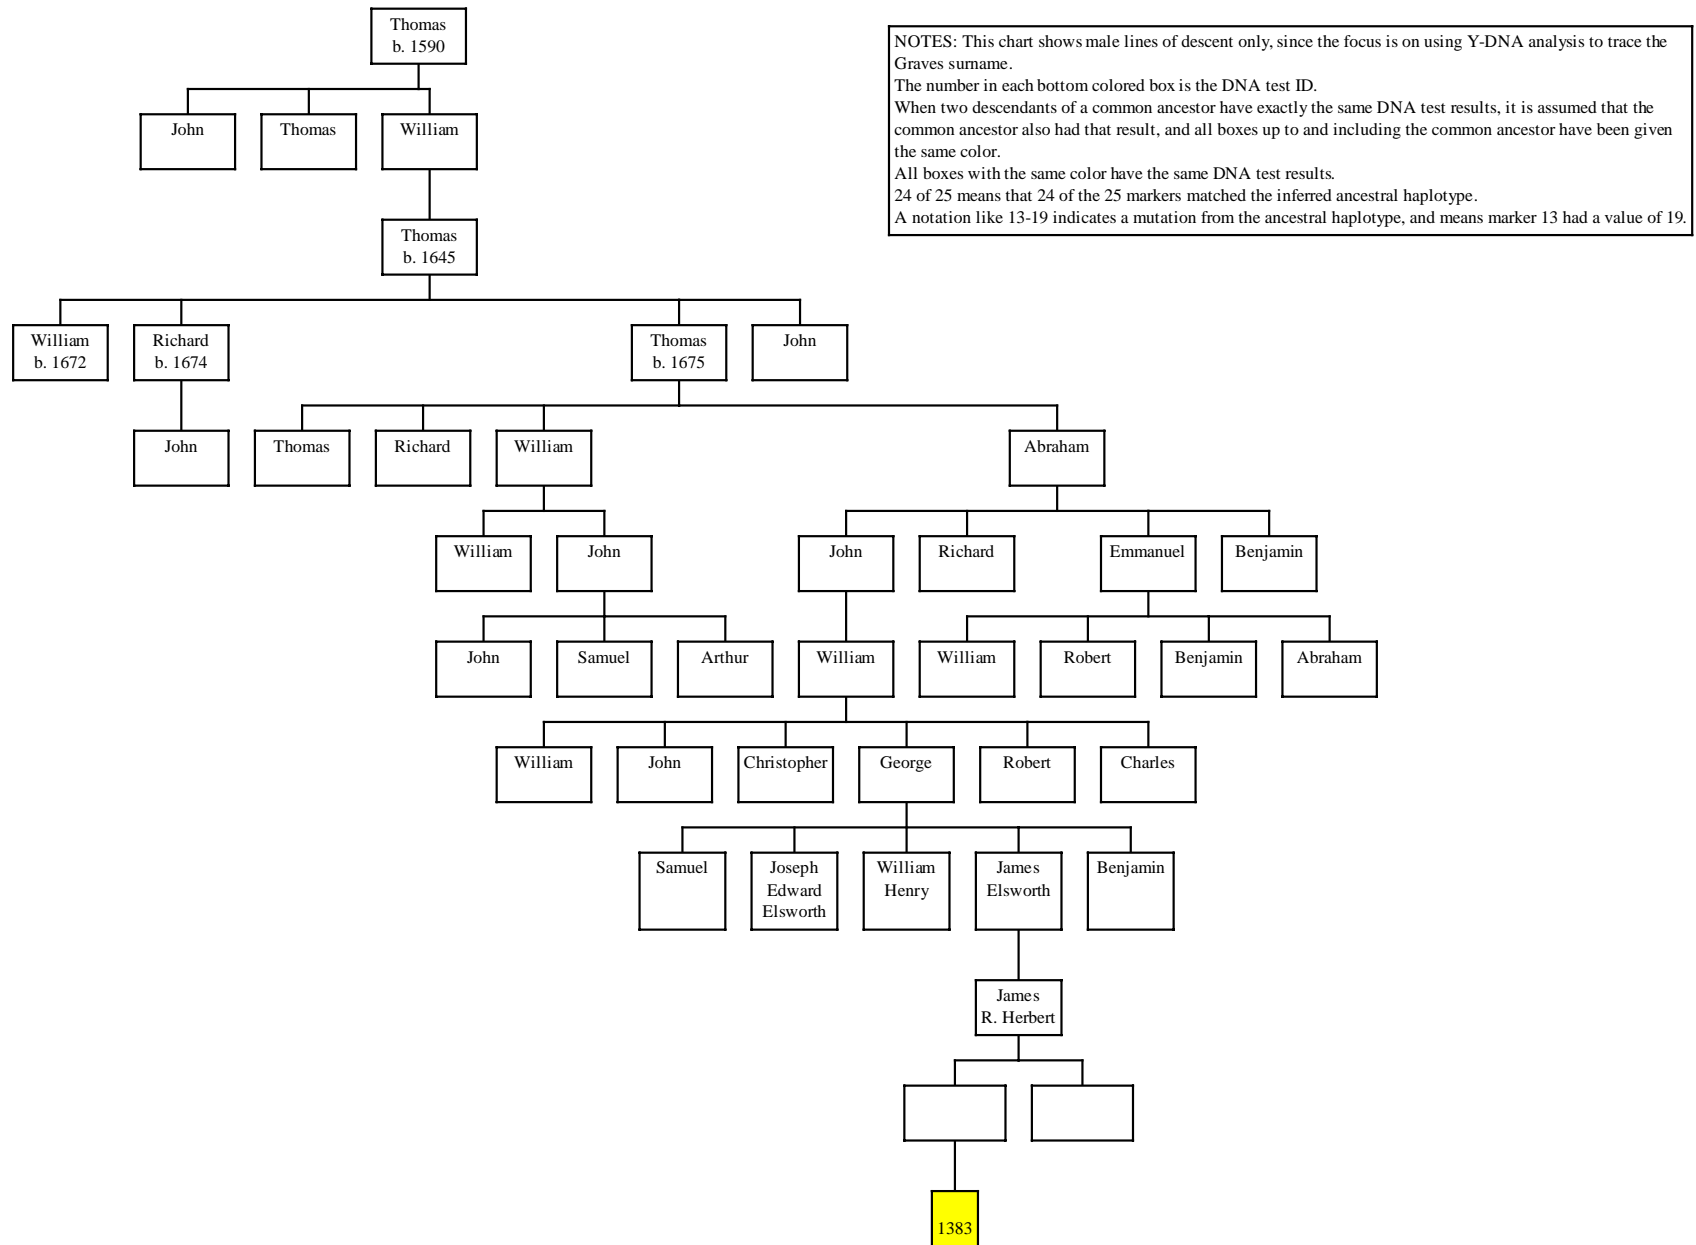 Thomas
b. 1590
NOTES: This chart shows male lines of descent only, since the focus is on using Y-DNA analysis to trace the
Graves surname.
The number in each bottom colored box is the DNA test ID.
When two descendants of a common ancestor have exactly the same DNA test results, it is assumed that the
common ancestor also had that result, and all boxes up to and including the common ancestor have been given
the same color.
All boxes with the same color have the same DNA test results.
24 of 25 means that 24 of the 25 markers matched the inferred ancestral haplotype.
A notation like 13-19 indicates a mutation from the ancestral haplotype, and means marker 13 had a value of 19.
John
Thomas
William
Thomas
b. 1645
William
b. 1672
Richard
b. 1674
Thomas
b. 1675
John
John
Thomas
Richard
William
Abraham
William
John
John
Richard
Emmanuel
Benjamin
John
Samuel
Arthur
William
William
Robert
Benjamin
Abraham
William
John
Christopher
George
Robert
Charles
Samuel
Joseph
Edward
Elsworth
William
Henry
James
Elsworth
Benjamin
James
R. Herbert
1383